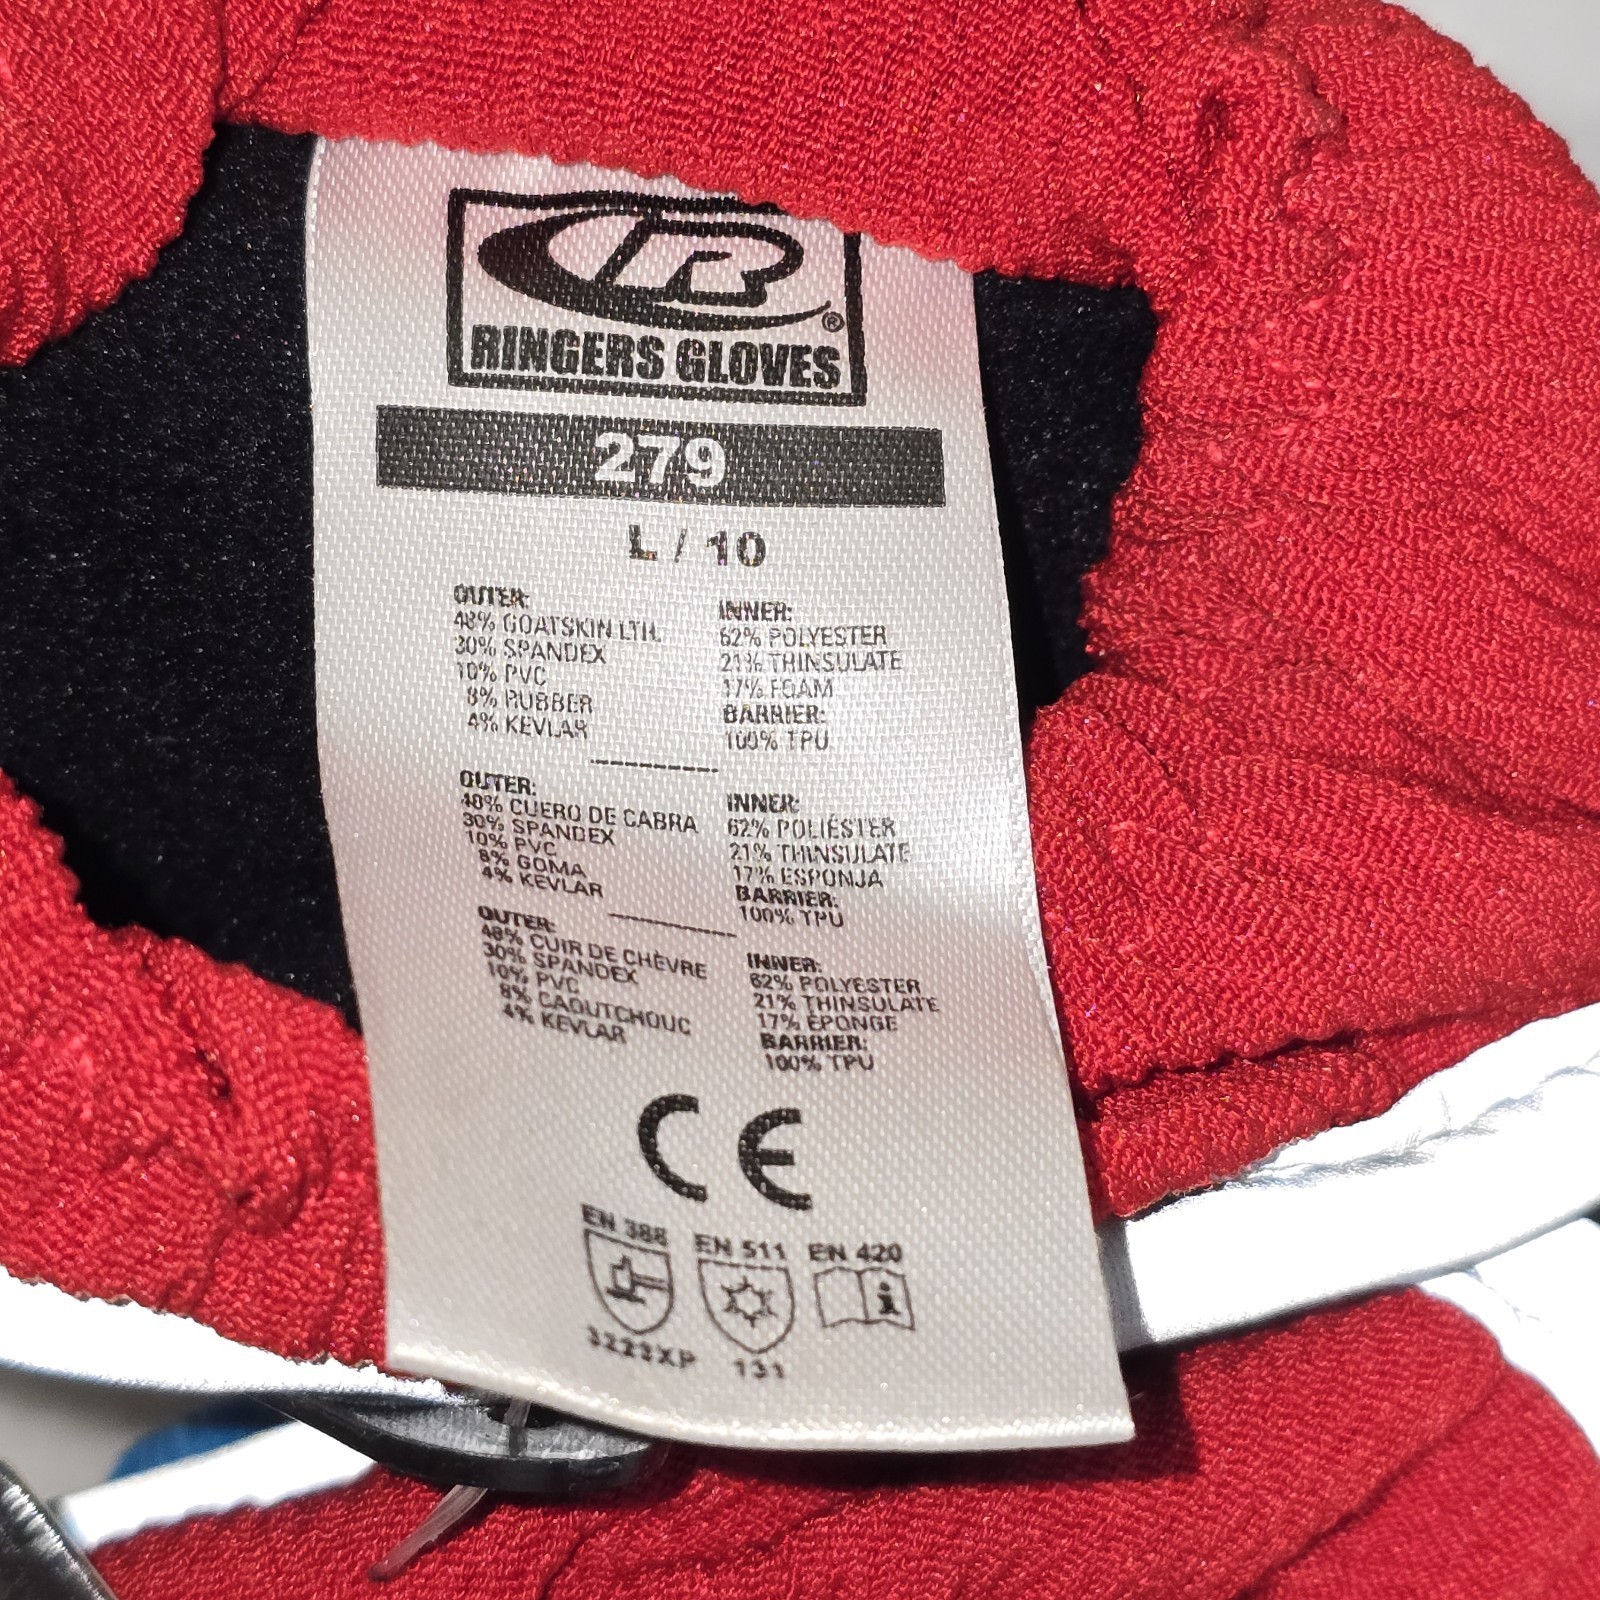 RINGERS GLOVES
®
279
L / 10
OUTER:
48% GOATSKIN LTH.
30% SPANDEX
10% PVC
8% RUBBER
4% KEVLAR
INNER:
62% POLYESTER
21% THINSULATE
17% FOAM
BARRIER:
100% TPU
OUTER:
48% CUERO DE CABRA
30% SPANDEX
10% PVC
8% GOMA
4% KEVLAR
INNER:
62% POLIÉSTER
21% THINSULATE
17% ESPONJA
BARRIER:
100% TPU
OUTER:
48% CUIR DE CHÈVRE
30% SPANDEX
10% PVC
8% CAOUTCHOUC
4% KEVLAR
INNER:
62% POLYESTER
21% THINSULATE
17% ÉPONGE
BARRIER:
100% TPU
CE
EN 388
3223XP
EN 511
131
EN 420
i